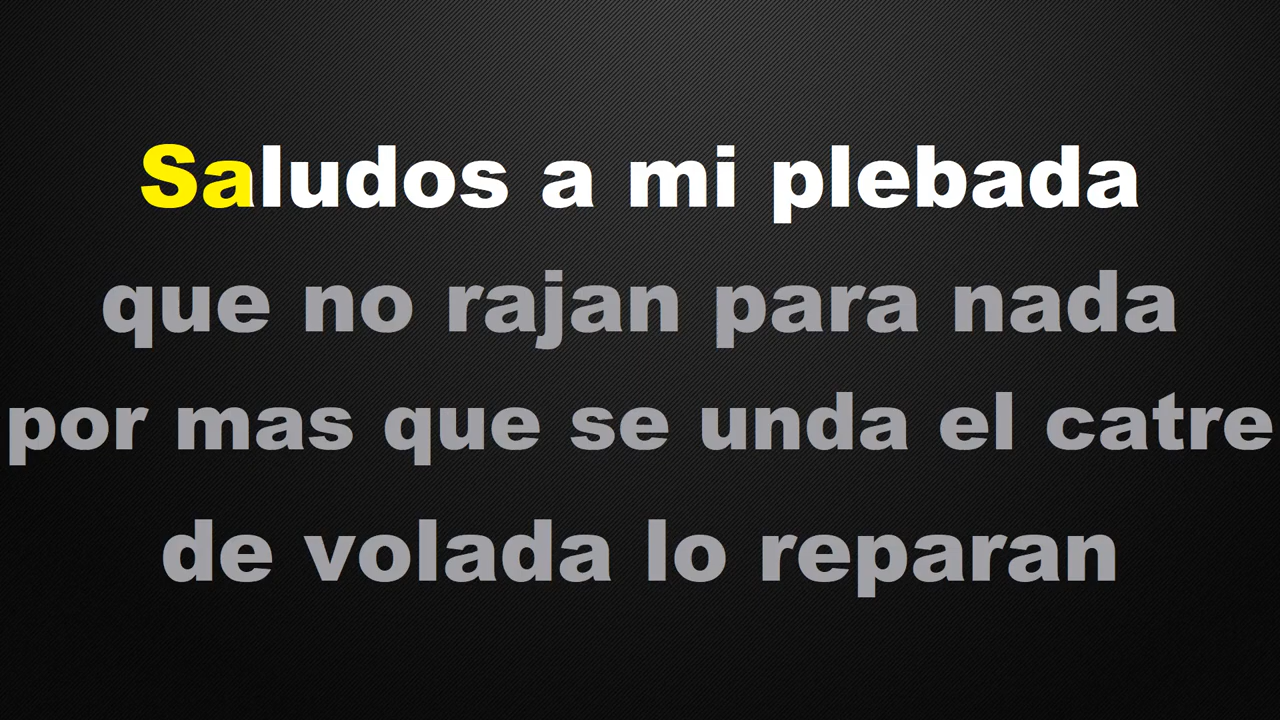 Saludos a mi plebada
que no rajan para nada
por mas que se unda el catre
de volada lo reparan